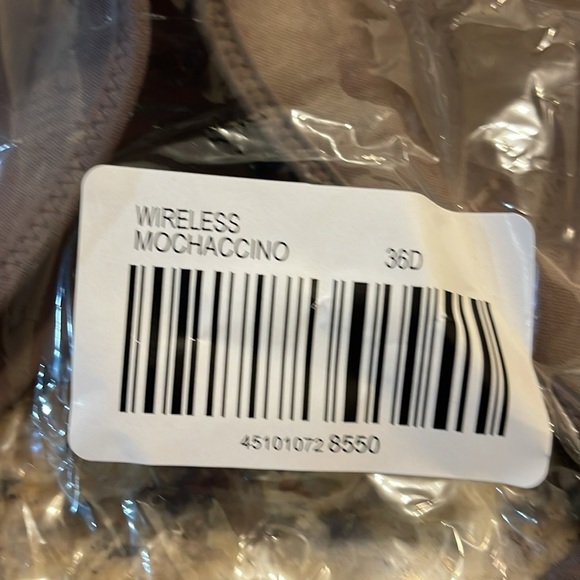 WIRELESS
MOCHACCINO 36D
45101072 8550